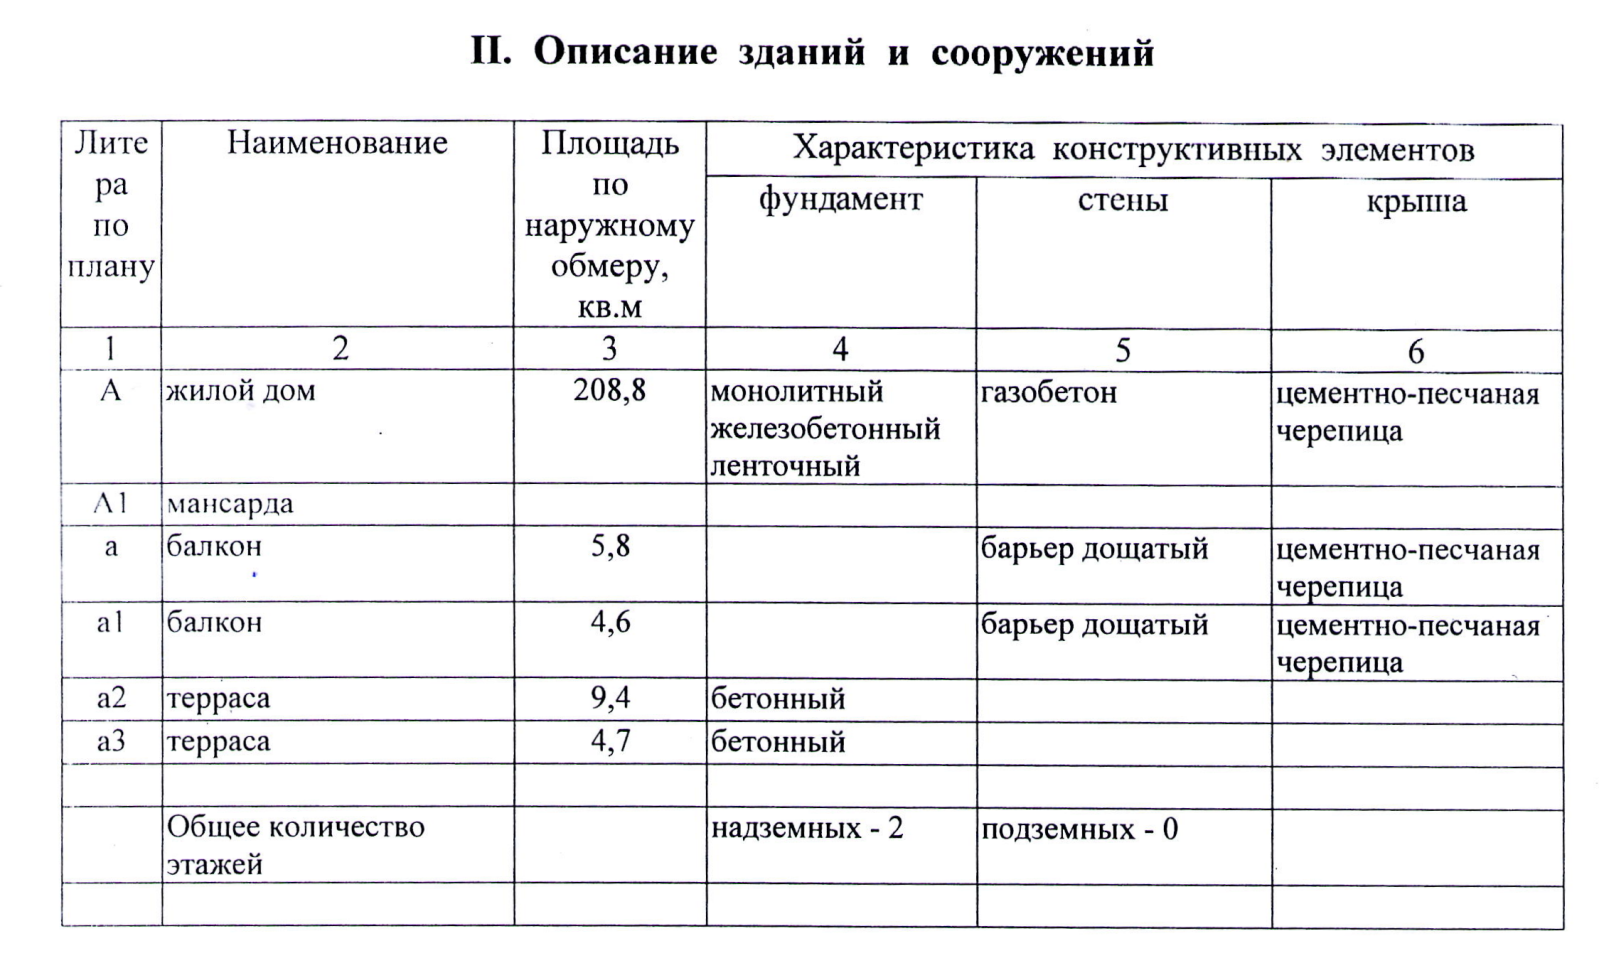 II. Описание зданий и сооружений
Лите
ра
по
плану
Наименование
Площадь
по
наружному
обмеру,
кв.м
Характеристика конструктивных элементов
фундамент
стены
крыша
1
2
3
4
5
6
А
жилой дом
208,8
монолитный
железобетонный
ленточный
газобетон
цементно-песчаная
черепица
А1
мансарда
а
балкон
5,8
барьер дощатый
цементно-песчаная
черепица
а1
балкон
4,6
барьер дощатый
цементно-песчаная
черепица
а2
терраса
9,4
бетонный
а3
терраса
4,7
бетонный
Общее количество
этажей
надземных - 2
подземных - 0